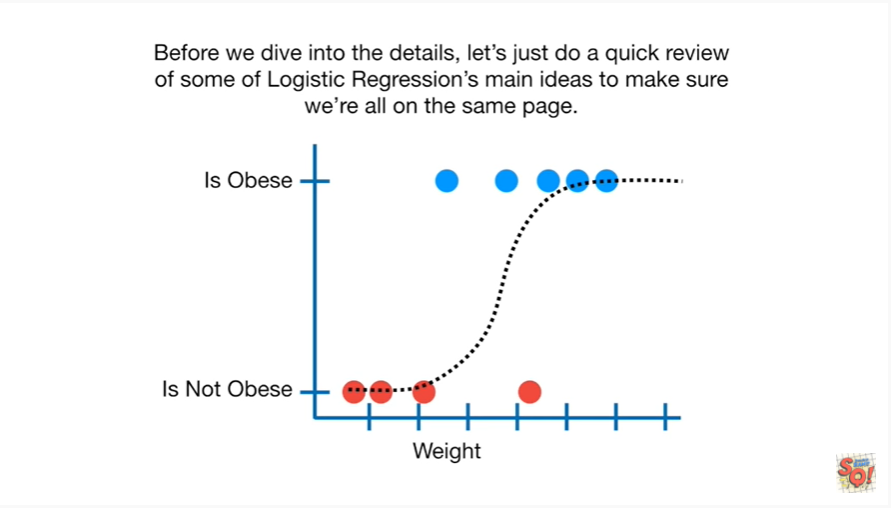 Before we dive into the details, let’s just do a quick review
of some of Logistic Regression’s main ideas to make sure
we’re all on the same page.
Is Obese
Is Not Obese
Weight
SQ!